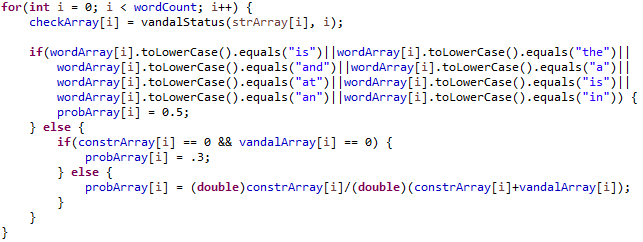 for(int i = 0; i < wordCount; i++) {
    checkArray[i] = vandalStatus(strArray[i], i);

    if(wordArray[i].toLowerCase().equals("is")||wordArray[i].toLowerCase().equals("the")||
        wordArray[i].toLowerCase().equals("and")||wordArray[i].toLowerCase().equals("a")||
        wordArray[i].toLowerCase().equals("at")||wordArray[i].toLowerCase().equals("is")||
        wordArray[i].toLowerCase().equals("an")||wordArray[i].toLowerCase().equals("in")) {
        probArray[i] = 0.5;
    } else {
        if(constrArray[i] == 0 && vandalArray[i] == 0) {
            probArray[i] = .3;
        } else {
            probArray[i] = (double)constrArray[i]/(double)(constrArray[i]+vandalArray[i]);
        }
    }
}